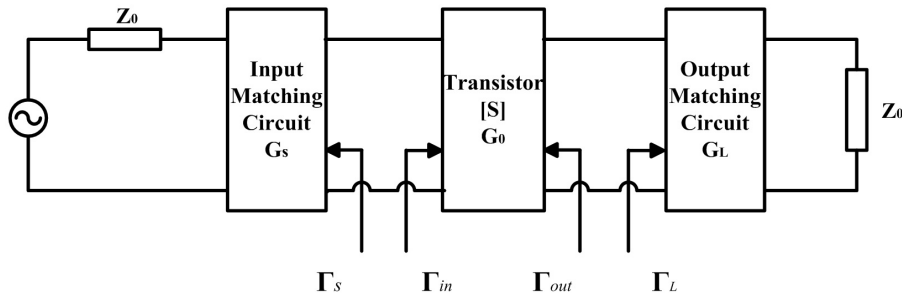 Z0
Input
Matching
Circuit
Gs
Transistor
[S]
G0
Output
Matching
Circuit
GL
Z0
Γs
Γin
Γout
ΓL